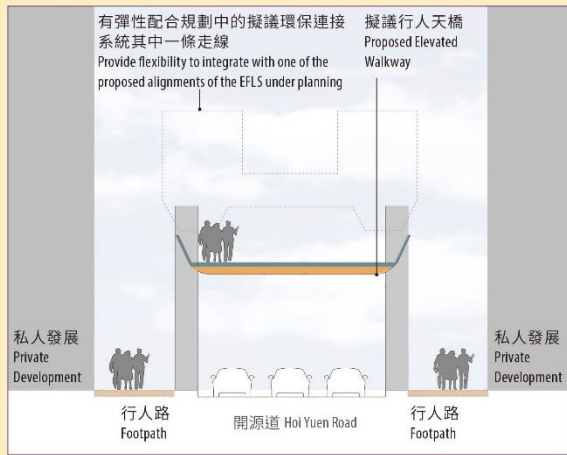 有彈性配合規劃中的擬議環保連接
系統其中一條走線
Provide flexibility to integrate with one of the
proposed alignments of the EFLS under planning
擬議行人天橋
Proposed Elevated
Walkway
私人發展
Private
Development
私人發展
Private
Development
行人路
Footpath
開源道 Hoi Yuen Road
行人路
Footpath